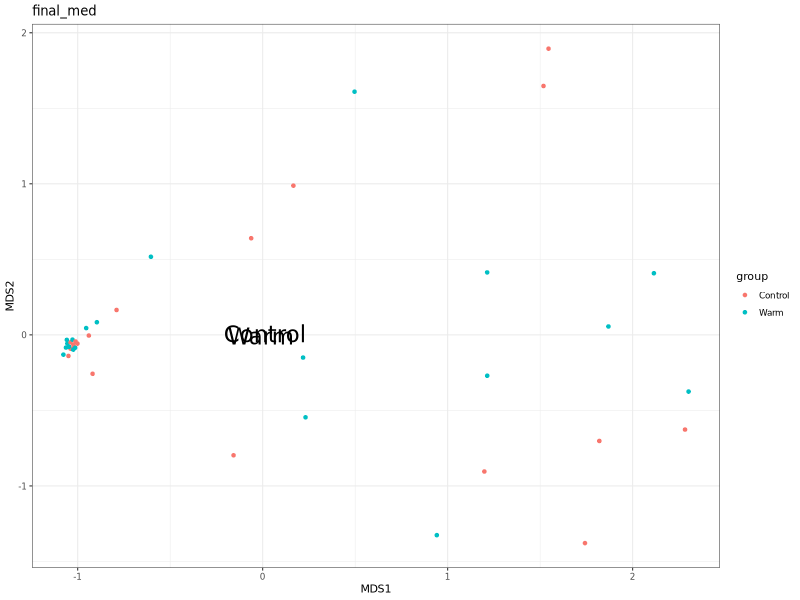 final_med
2
1
0
-1
MDS2
Control
Warm
-1
0
1
2
MDS1
group
Control
Warm